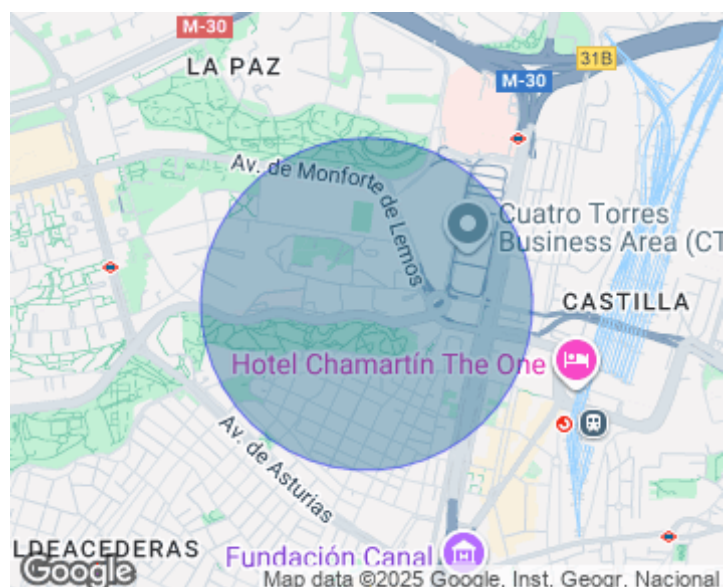 M-30
LA PAZ
31B
M-30
Av. de Monforte de Lemos
Cuatro Torres
Business Area (CT
CASTILLA
Hotel Chamartín The One
Av. de Asturias
LDEACEDERAS
Fundación Canal
Google
Map data ©2025 Google, Inst. Geogr. Nacional